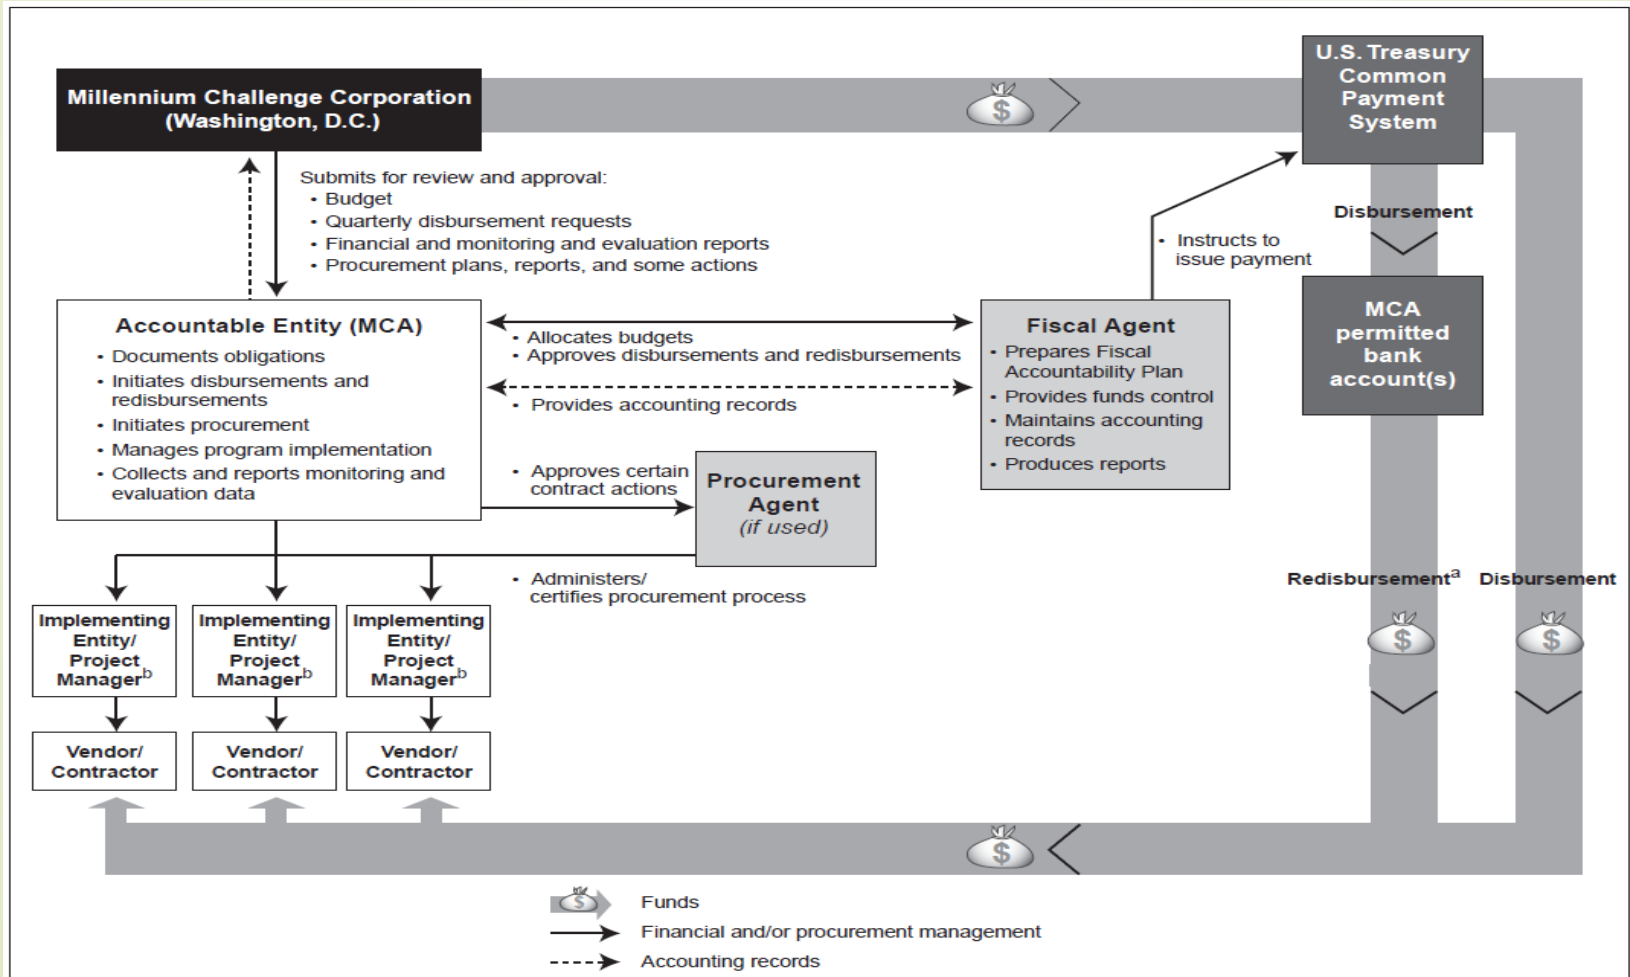 Millennium Challenge Corporation
(Washington, D.C.)
$
U.S. Treasury
Common
Payment
System
Submits for review and approval:
• Budget
• Quarterly disbursement requests
• Financial and monitoring and evaluation reports
• Procurement plans, reports, and some actions
Disbursement
• Instructs to
issue payment
Accountable Entity (MCA)
• Documents obligations
• Initiates disbursements and
redisbursements
• Initiates procurement
• Manages program implementation
• Collects and reports monitoring and
evaluation data
• Allocates budgets
• Approves disbursements and redisbursements
• Provides accounting records
Fiscal Agent
• Prepares Fiscal
Accountability Plan
• Provides funds control
• Maintains accounting
records
• Produces reports
MCA
permitted
bank
account(s)
• Approves certain
contract actions
Procurement
Agent
(if used)
• Administers/
certifies procurement process
Redisbursementa
Disbursement
$
$
Implementing
Entity/
Project
Managerb
Implementing
Entity/
Project
Managerb
Implementing
Entity/
Project
Managerb
Vendor/
Contractor
Vendor/
Contractor
Vendor/
Contractor
$
$ Funds
Financial and/or procurement management
Accounting records